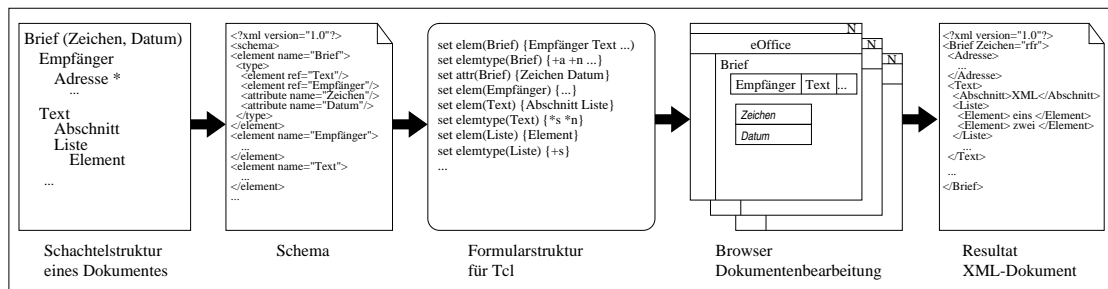 Brief (Zeichen, Datum)
Empfänger
Adresse *
...
Text
Abschnitt
Liste
Element
...
Schachtelstruktur
eines Dokumentes
<?xml version="1.0"?>
<schema>
<element name="Brief">
<type>
<element ref="Text"/>
<element ref="Empfänger"/>
<attribute name="Zeichen"/>
<attribute name="Datum"/>
</type>
</element>
<element name="Empfänger">
...
</element>
<element name="Text">
...
</element>
...
Schema
set elem(Brief) {Empfänger Text ...)
set elemtype(Brief) {+a +n ...}
set attr(Brief) {Zeichen Datum}
set elem(Empfänger) {...}
set elem(Text) {Abschnitt Liste}
set elemtype(Text) {*s *n}
set elem(Liste) {Element}
set elemtype(Liste) {+s}
...
Formularstruktur
für Tcl
N
N
N
eOffice
Brief
Empfänger Text ...
Zeichen
Datum
Browser
Dokumentenbearbeitung
<?xml version="1.0"?>
<Brief Zeichen="rfr">
<Adresse>
...
</Adresse>
<Text>
<Abschnitt>XML</Abschnitt>
<Liste>
<Element> eins </Element>
<Element> zwei </Element>
</Liste>
...
</Text>
...
</Brief>
Resultat
XML-Dokument